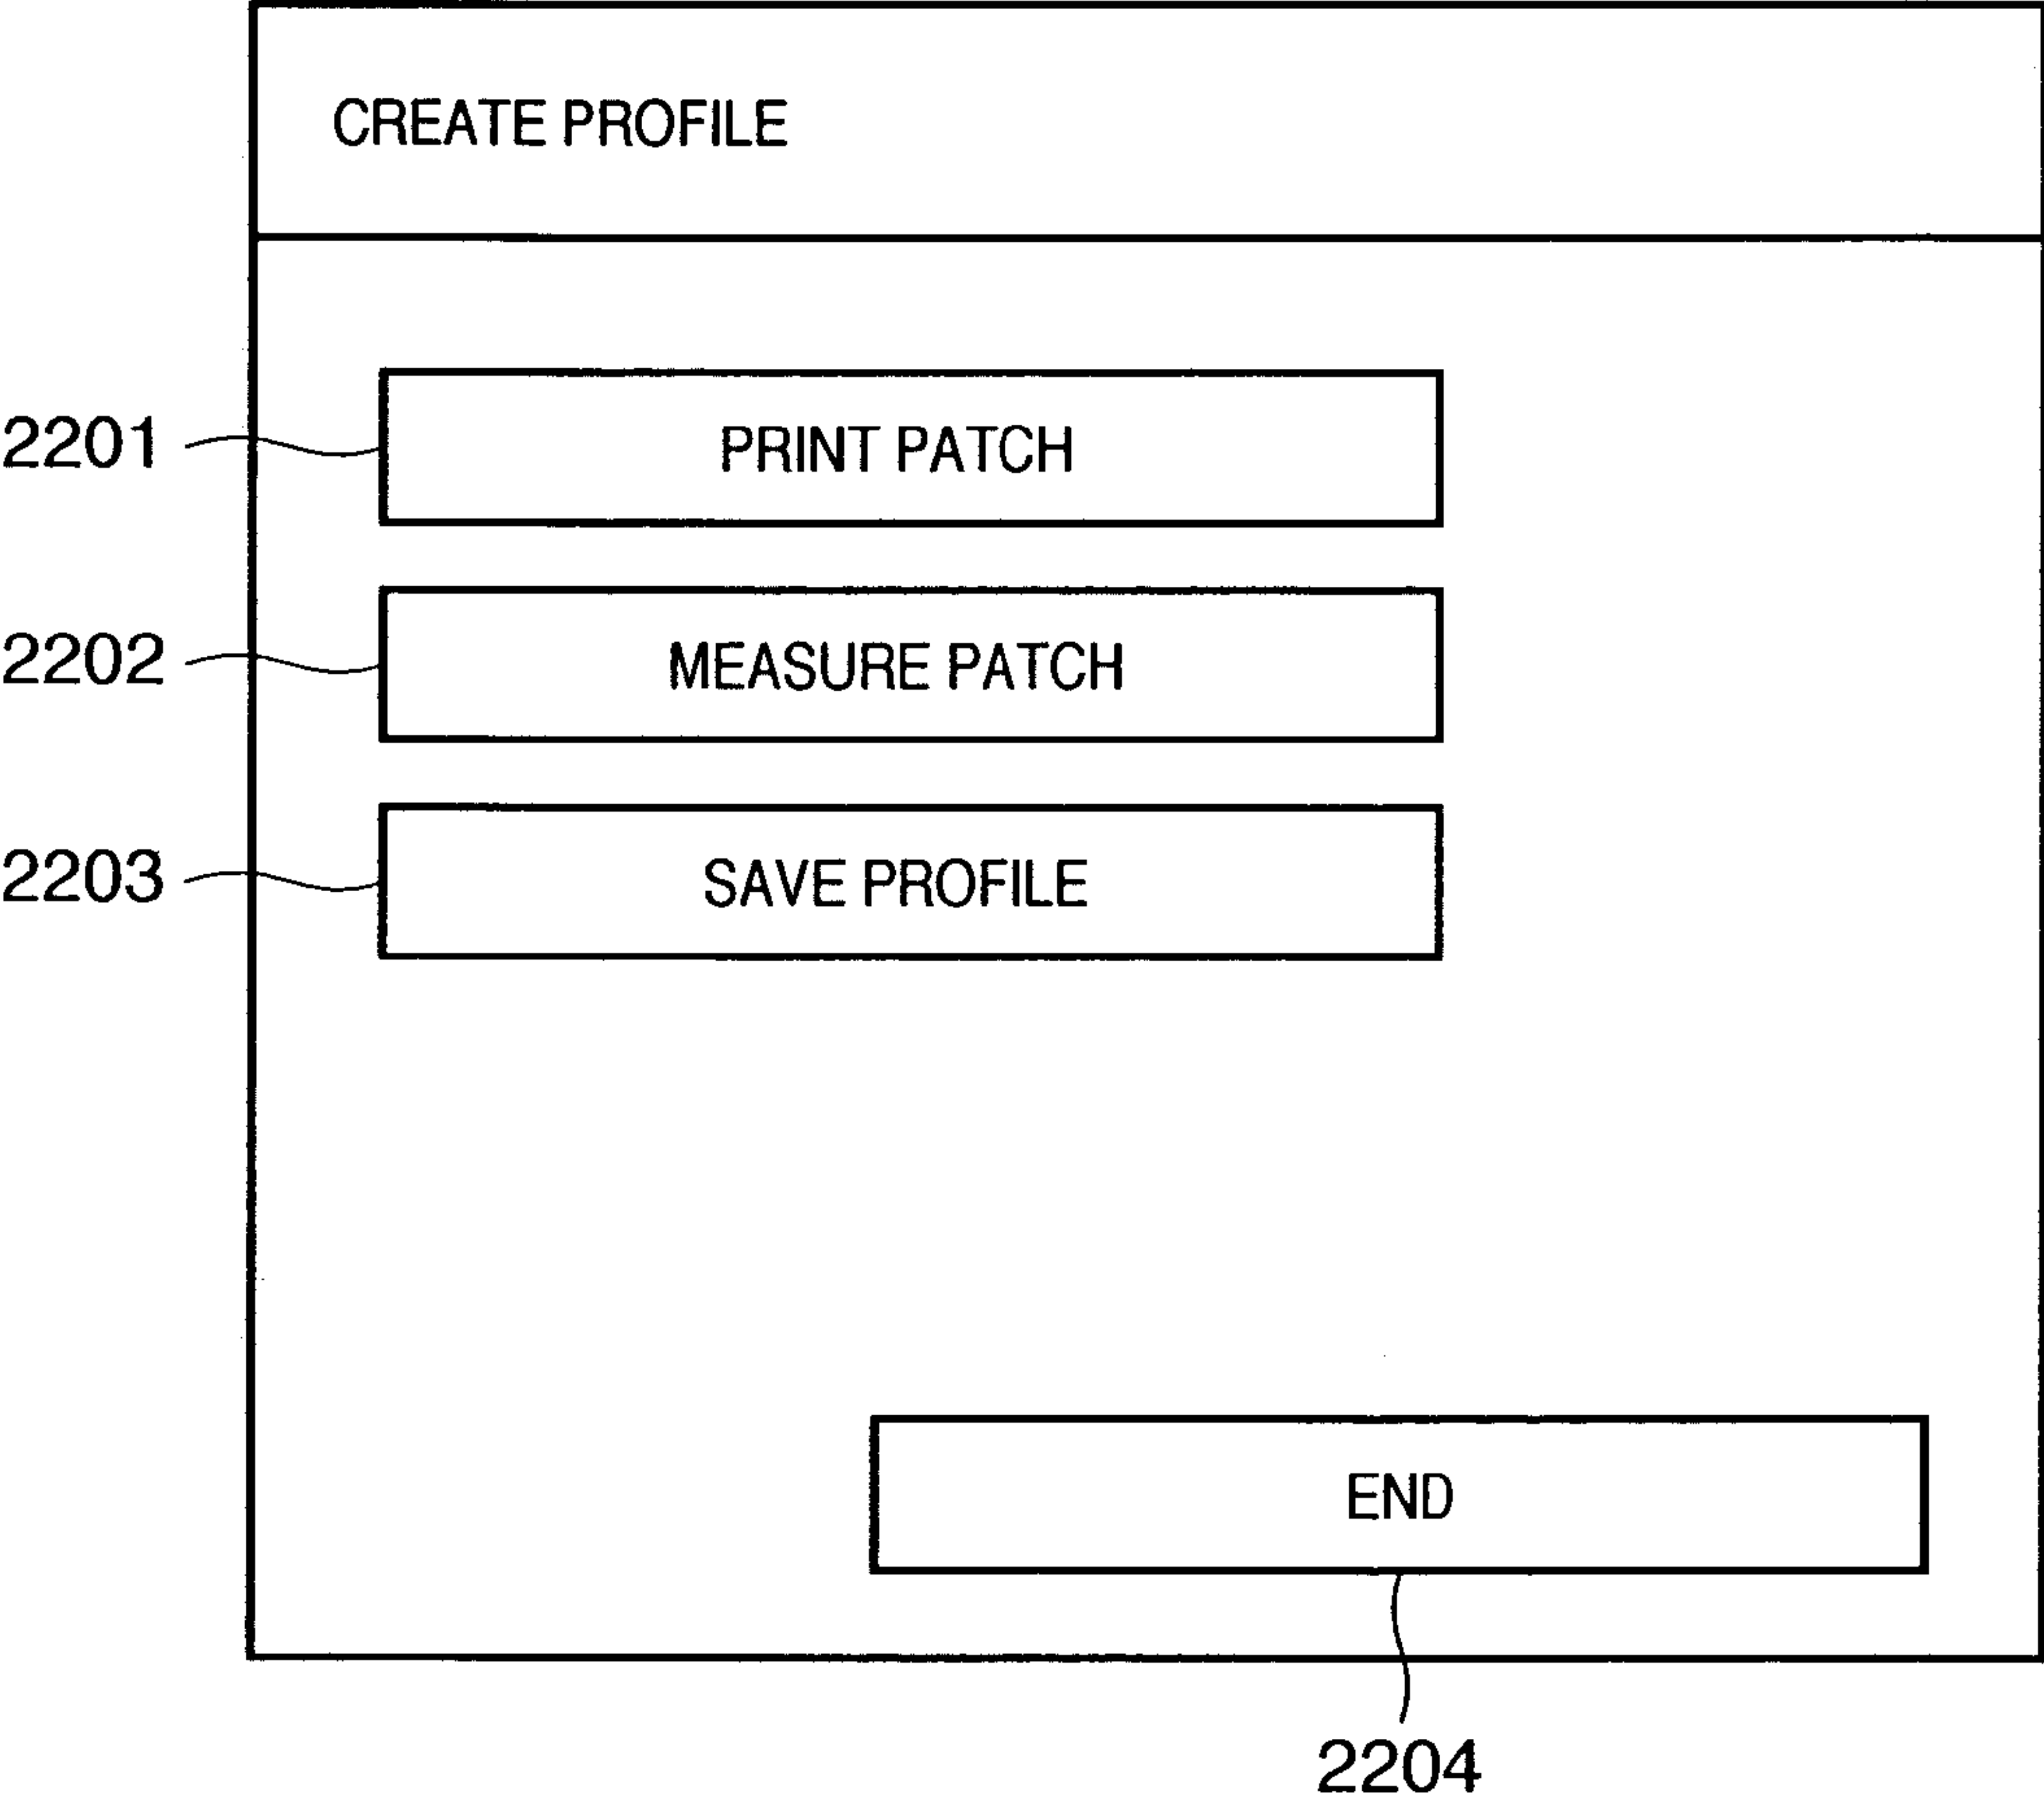 CREATE PROFILE
2201
PRINT PATCH
2202
MEASURE PATCH
2203
SAVE PROFILE
END
2204